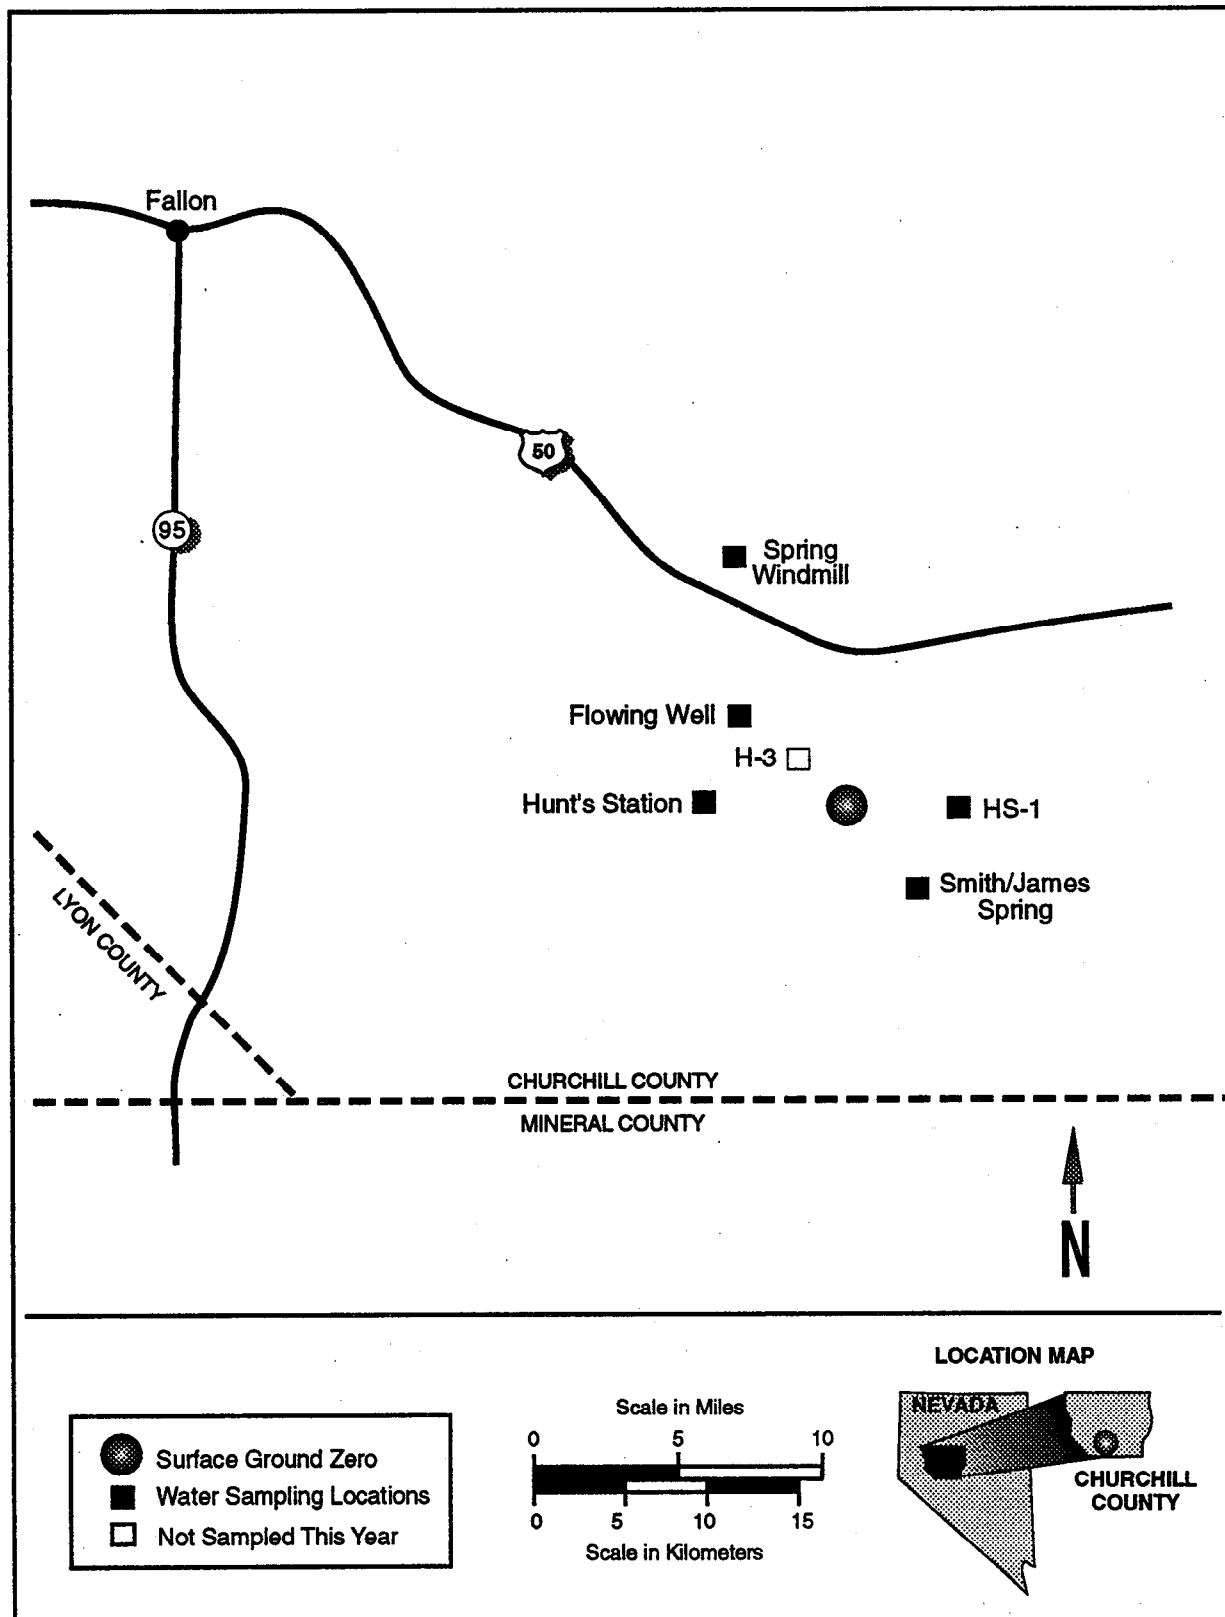 Fallon
50
95
Spring
Windmill
Flowing Well
H-3
Hunt's Station
HS-1
Smith/James
Spring
LYON COUNTY
CHURCHILL COUNTY
MINERAL COUNTY
N
LOCATION MAP
NEVADA
CHURCHILL
COUNTY
Scale in Miles
0 5 10
0 5 10 15
Scale in Kilometers
Surface Ground Zero
Water Sampling Locations
Not Sampled This Year